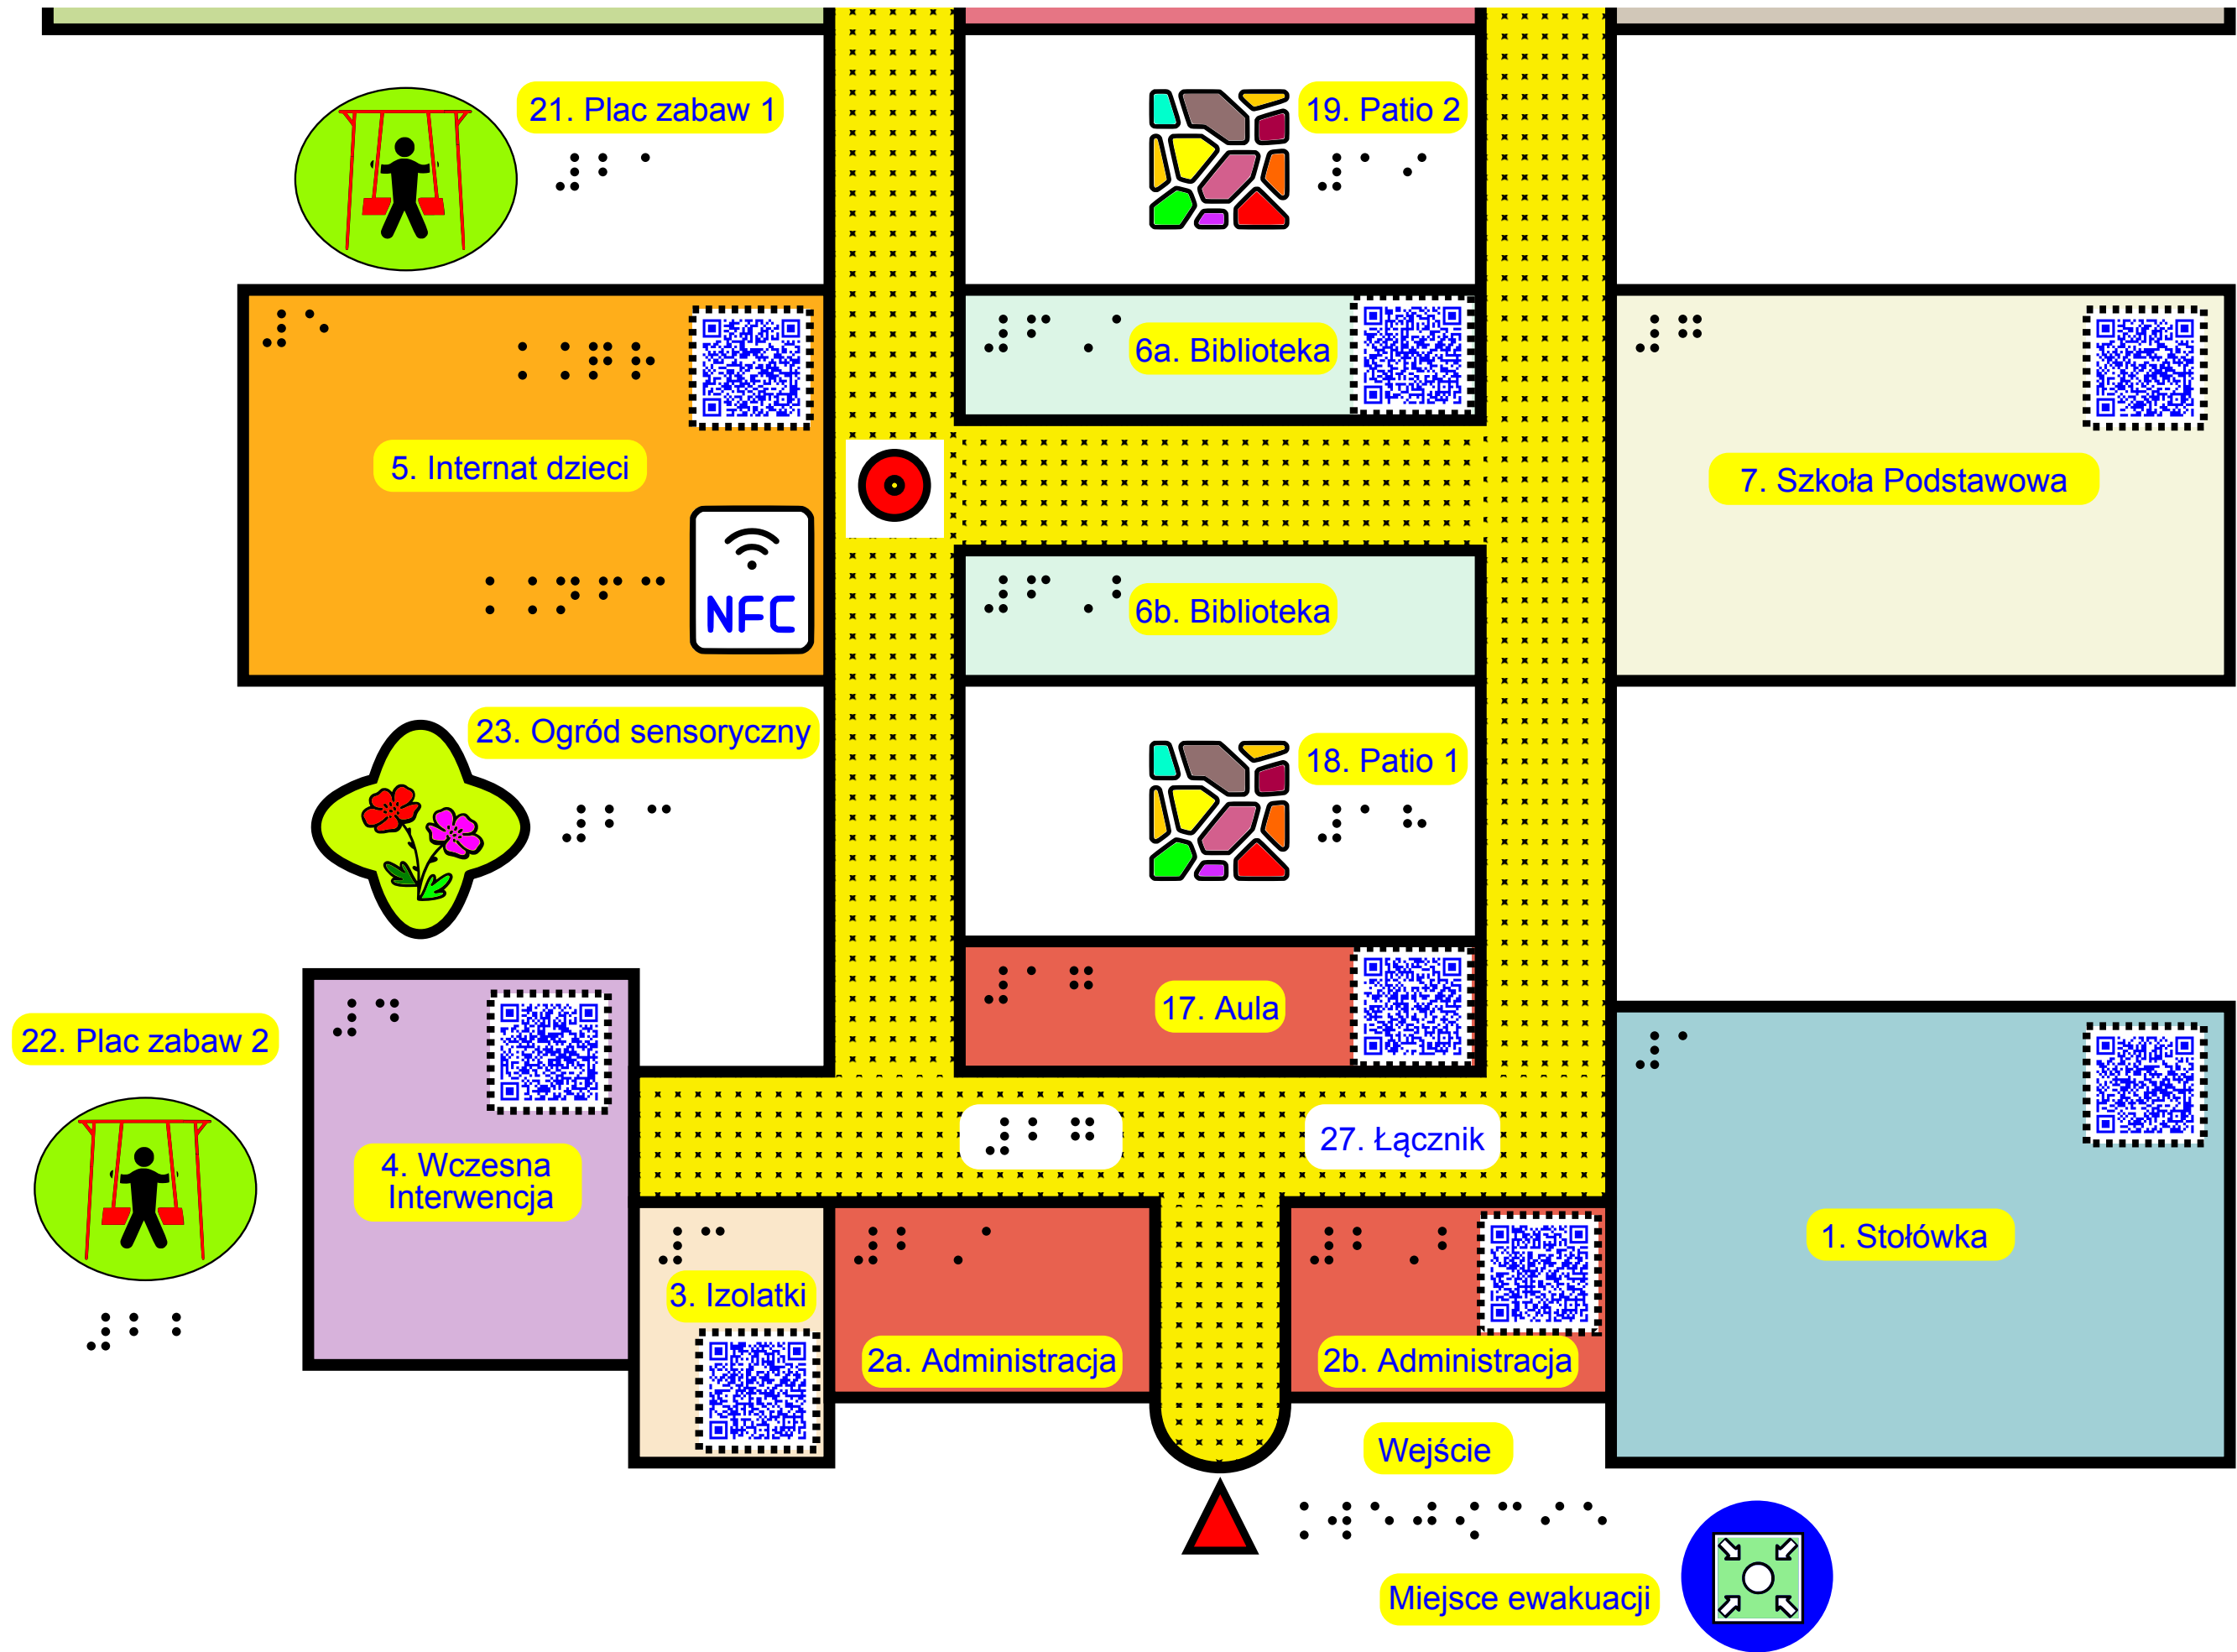 21. Plac zabaw 1
⠼⠃⠁
19. Patio 2
⠼⠁⠊
⠼⠑
⠨⠨⠟⠗
5. Internat dzieci
⠨⠨⠝⠋⠉
NFC
⠼⠋⠠⠁
6a. Biblioteka
⠼⠛
7. Szkoła Podstawowa
⠼⠋⠠⠃
6b. Biblioteka
23. Ogród sensoryczny
⠼⠃⠉
18. Patio 1
⠼⠁⠓
⠼⠁⠛
17. Aula
22. Plac zabaw 2
⠼⠃⠃
⠼⠙
4. Wczesna
Interwencja
⠼⠃⠛
27. Łącznik
⠼⠁
1. Stołówka
⠼⠉
3. Izolatki
⠼⠃⠠⠁
2a. Administracja
⠼⠃⠠⠃
2b. Administracja
Wejście
⠨⠺⠑⠚⠪⠉⠊⠑
Miejsce ewakuacji